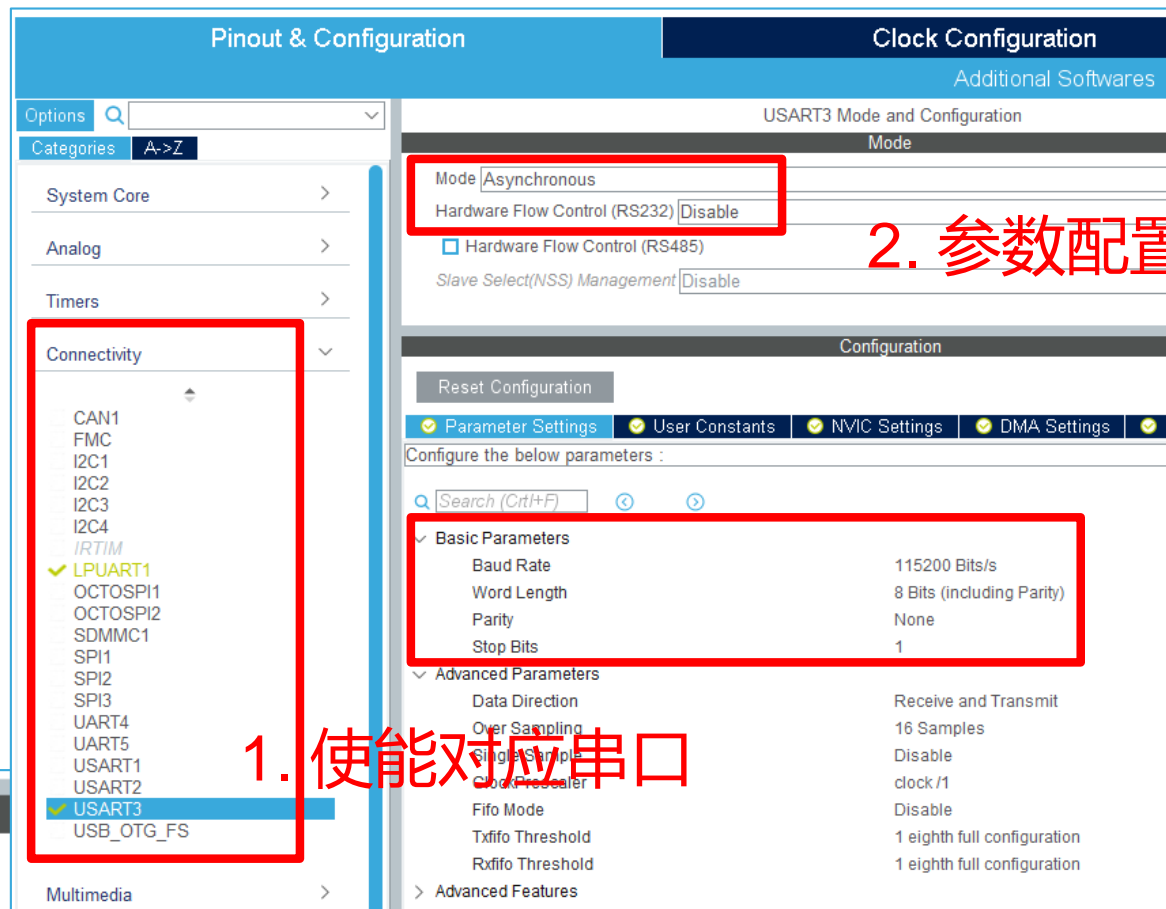 Pinout & Configuration
Clock Configuration
Additional Softwares
Options
Categories A->Z
System Core
Analog
Timers
Connectivity
CAN1
FMC
I2C1
I2C2
I2C3
I2C4
IRTIM
LPUART1
OCTOSPI1
OCTOSPI2
SDMMC1
SPI1
SPI2
SPI3
UART4
UART5
USART1
USART2
USART3
USB_OTG_FS
Multimedia
1. 使能对应串口
USART3 Mode and Configuration
Mode
Mode Asynchronous
Hardware Flow Control (RS232) Disable
Hardware Flow Control (RS485)
Slave Select(NSS) Management Disable
2. 参数配置
Configuration
Reset Configuration
Parameter Settings User Constants NVIC Settings DMA Settings
Configure the below parameters :
Search (Crtl+F)
Basic Parameters
Baud Rate 115200 Bits/s
Word Length 8 Bits (including Parity)
Parity None
Stop Bits 1
Advanced Parameters
Data Direction Receive and Transmit
Over Sampling 16 Samples
Single Sample Disable
ClockPrescaler clock /1
Fifo Mode Disable
Txfifo Threshold 1 eighth full configuration
Rxfifo Threshold 1 eighth full configuration
Advanced Features